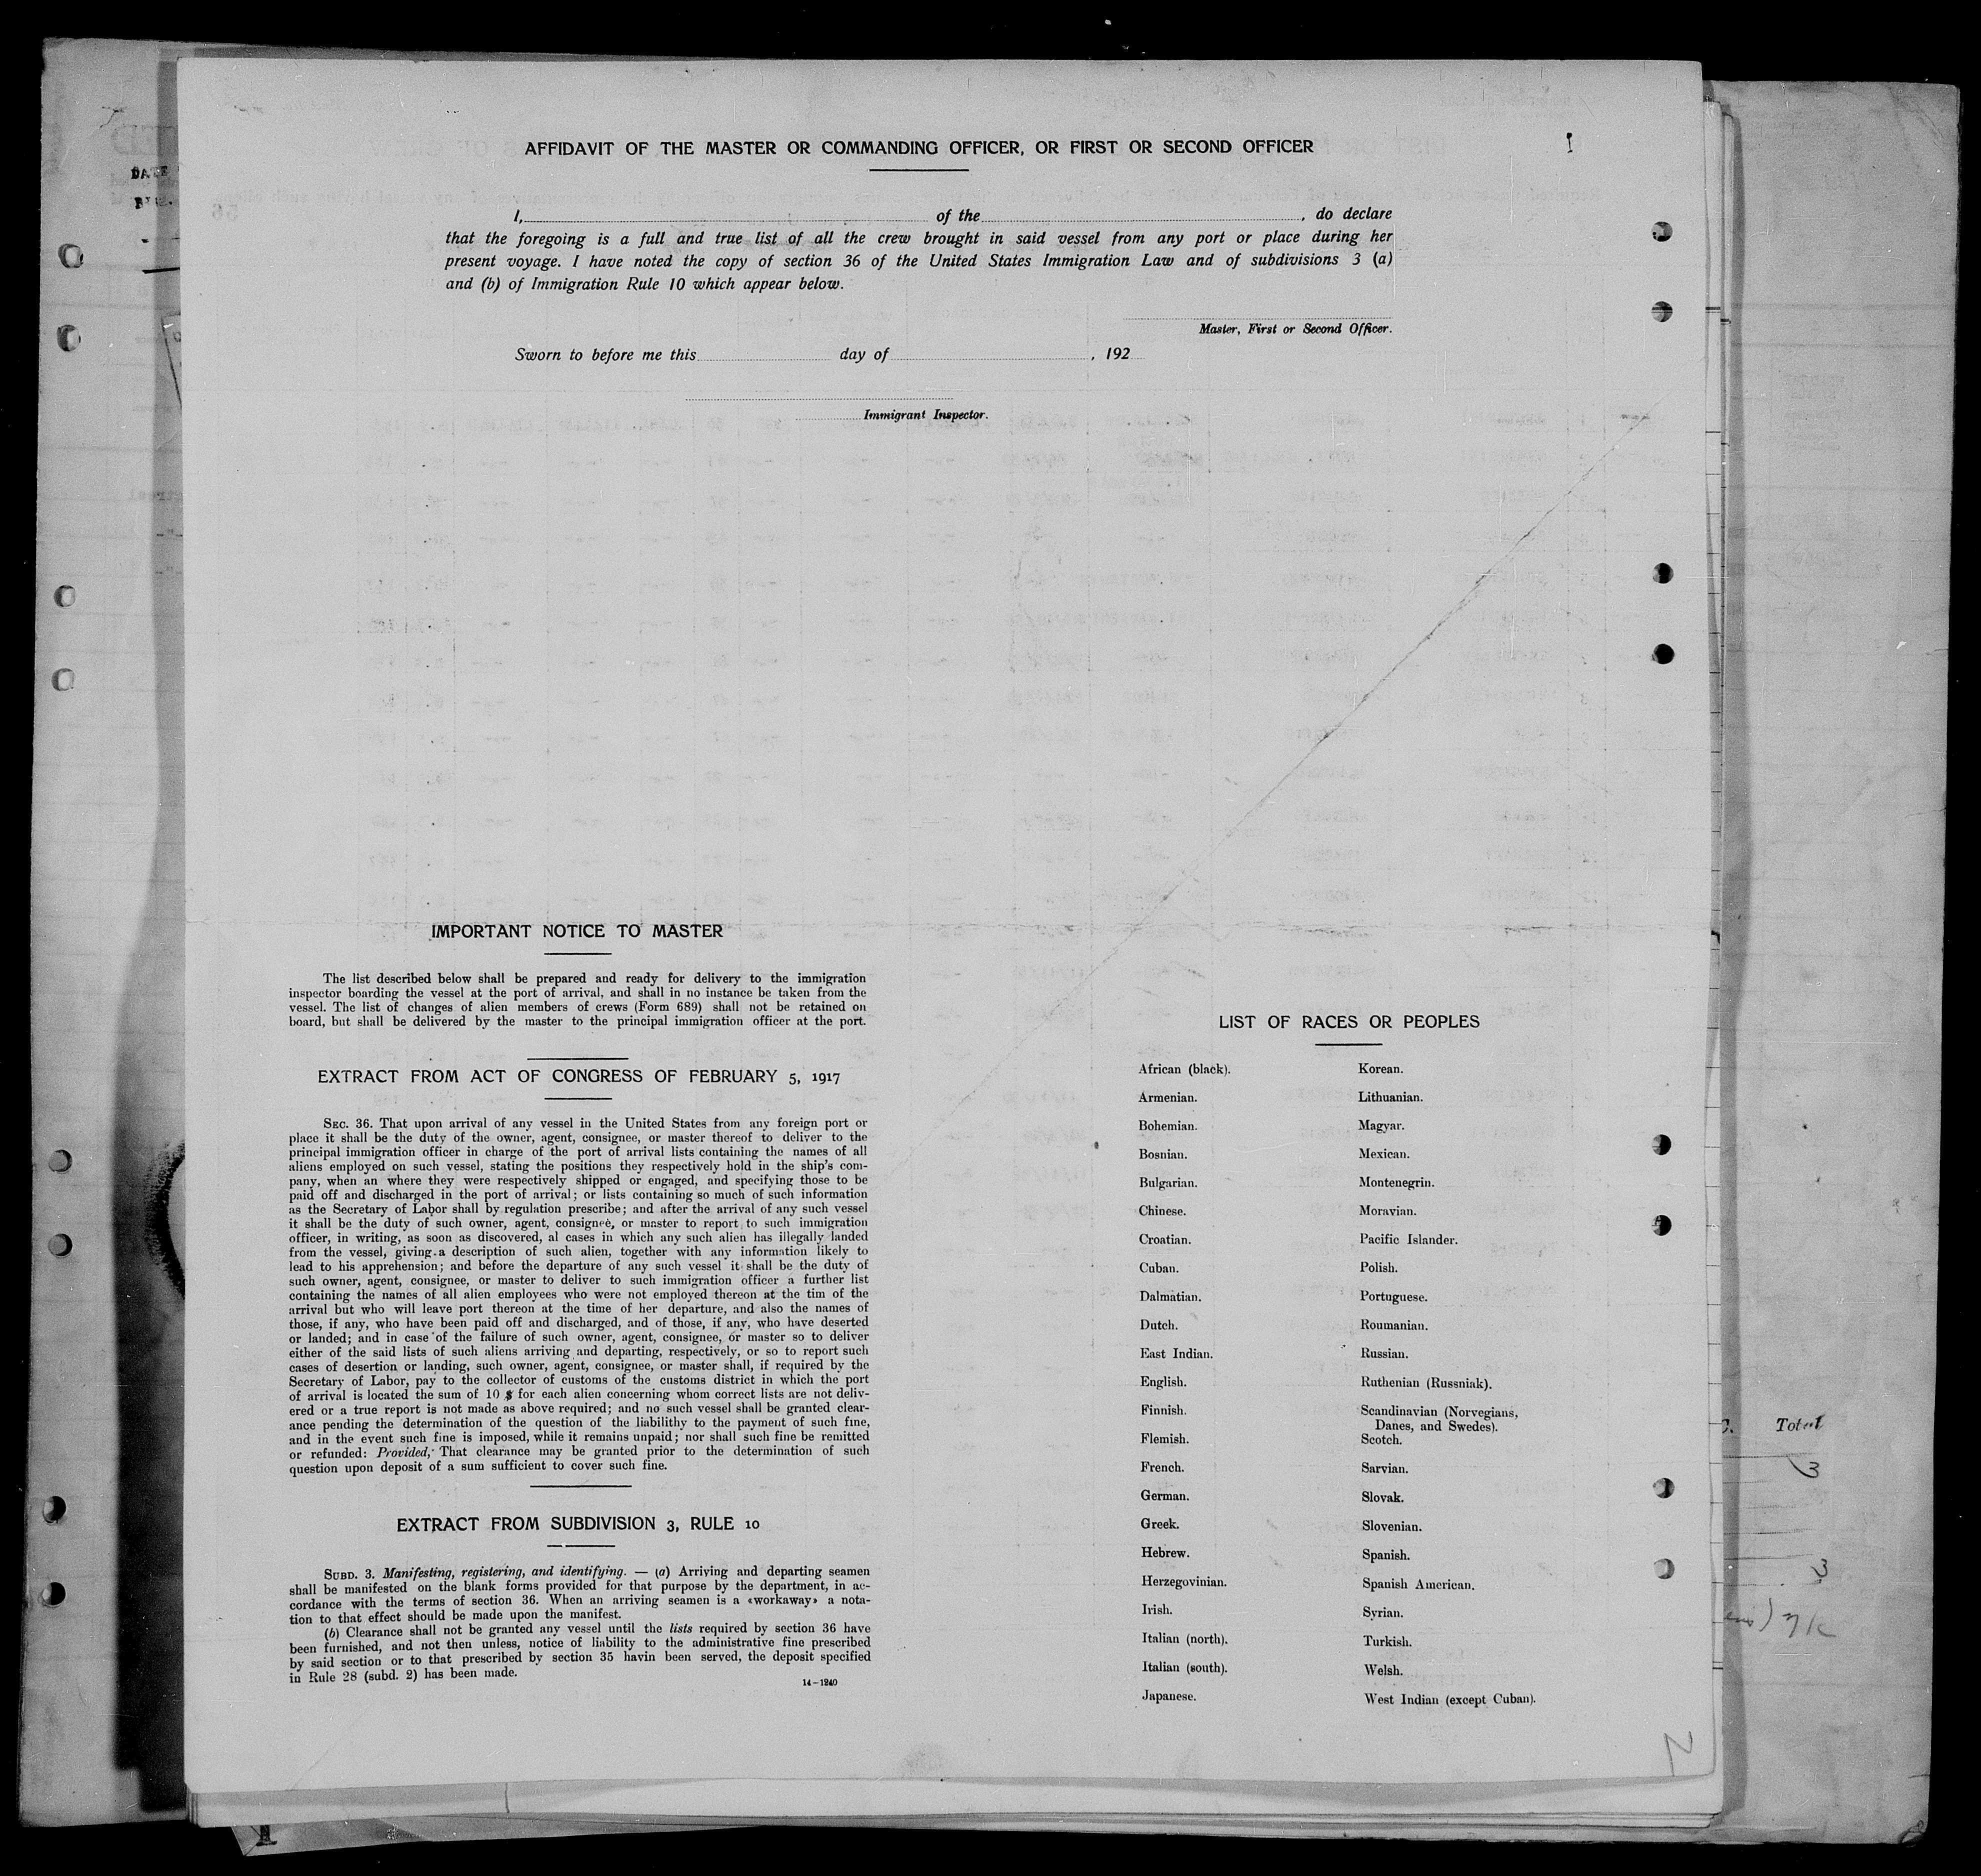 AFFIDAVIT OF THE MASTER OR COMMANDING OFFICER, OR FIRST OR SECOND OFFICER
I, of the , do declare
that the foregoing is a full and true list of all the crew brought in said vessel from any port or place during her
present voyage. I have noted the copy of section 36 of the United States Immigration Law and of subdivisions 3 (a)
and (b) of Immigration Rule 10 which appear below.
Master, First or Second Officer.
Sworn to before me this day of , 192
Immigrant Inspector.
IMPORTANT NOTICE TO MASTER
The list described below shall be prepared and ready for delivery to the immigration
inspector boarding the vessel at the port of arrival, and shall in no instance be taken from the
vessel. The list of changes of alien members of crews (Form 689) shall not be retained on
board, but shall be delivered by the master to the principal immigration officer at the port.
EXTRACT FROM ACT OF CONGRESS OF FEBRUARY 5, 1917
SEC. 36. That upon arrival of any vessel in the United States from any foreign port or
place it shall be the duty of the owner, agent, consignee, or master thereof to deliver to the
principal immigration officer in charge of the port of arrival lists containing the names of all
aliens employed on such vessel, stating the positions they respectively hold in the ship's com-
pany, when an where they were respectively shipped or engaged, and specifying those to be
paid off and discharged in the port of arrival; or lists containing so much of such information
as the Secretary of Labor shall by regulation prescribe; and after the arrival of any such vessel
it shall be the duty of such owner, agent, consignee, or master to report to such immigration
officer, in writing, as soon as discovered, al cases in which any such alien has illegally landed
from the vessel, giving a description of such alien, together with any information likely to
lead to his apprehension; and before the departure of any such vessel it shall be the duty of
such owner, agent, consignee, or master to deliver to such immigration officer a further list
containing the names of all alien employees who were not employed thereon at the tim of the
arrival but who will leave port thereon at the time of her departure, and also the names of
those, if any, who have been paid off and discharged, and of those, if any, who have deserted
or landed; and in case of the failure of such owner, agent, consignee, or master so to deliver
either of the said lists of such aliens arriving and departing, respectively, or so to report such
cases of desertion or landing, such owner, agent, consignee, or master shall, if required by the
Secretary of Labor, pay to the collector of customs of the customs district in which the port
of arrival is located the sum of 10 $ for each alien concerning whom correct lists are not deliv-
ered or a true report is not made as above required; and no such vessel shall be granted clear-
ance pending the determination of the question of the liabilithy to the payment of such fine,
and in the event such fine is imposed, while it remains unpaid; nor shall such fine be remitted
or refunded: Provided, That clearance may be granted prior to the determination of such
question upon deposit of a sum sufficient to cover such fine.
EXTRACT FROM SUBDIVISION 3, RULE 10
SUBD. 3. Manifesting, registering, and identifying. — (a) Arriving and departing seamen
shall be manifested on the blank forms provided for that purpose by the department, in ac-
cordance with the terms of section 36. When an arriving seamen is a «workaway» a nota-
tion to that effect should be made upon the manifest.
(b) Clearance shall not be granted any vessel until the lists required by section 36 have
been furnished, and not then unless, notice of liability to the administrative fine prescribed
by said section or to that prescribed by section 35 havin been served, the deposit specified
in Rule 28 (subd. 2) has been made.
14-1240
LIST OF RACES OR PEOPLES
African (black).
Armenian.
Bohemian.
Bosnian.
Bulgarian.
Chinese.
Croatian.
Cuban.
Dalmatian.
Dutch.
East Indian.
English.
Finnish.
Flemish.
French.
German.
Greek.
Hebrew.
Herzegovinian.
Irish.
Italian (north).
Italian (south).
Japanese.
Korean.
Lithuanian.
Magyar.
Mexican.
Montenegrin.
Moravian.
Pacific Islander.
Polish.
Portuguese.
Roumanian.
Russian.
Ruthenian (Russniak).
Scandinavian (Norvegians,
Danes, and Swedes).
Scotch.
Sarvian.
Slovak.
Slovenian.
Spanish.
Spanish American.
Syrian.
Turkish.
Welsh.
West Indian (except Cuban).
Total
3
3